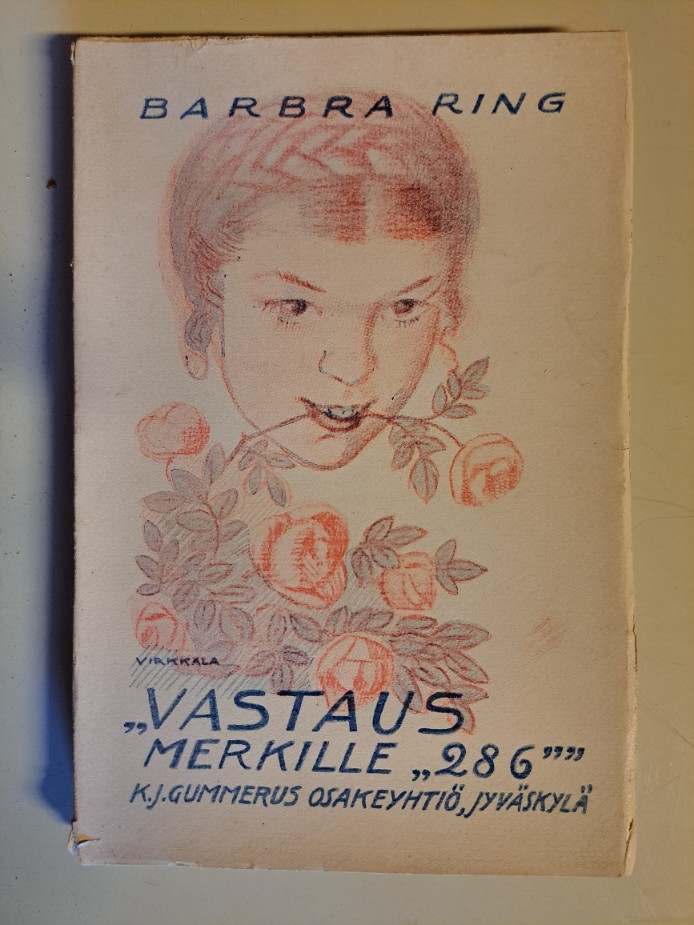 BARBRA RING
VIRKKALA
„VASTAUS
MERKILLE „286””””
K.J.GUMMERUS OSAKEYHTIÖ, JYVÄSKYLÄ